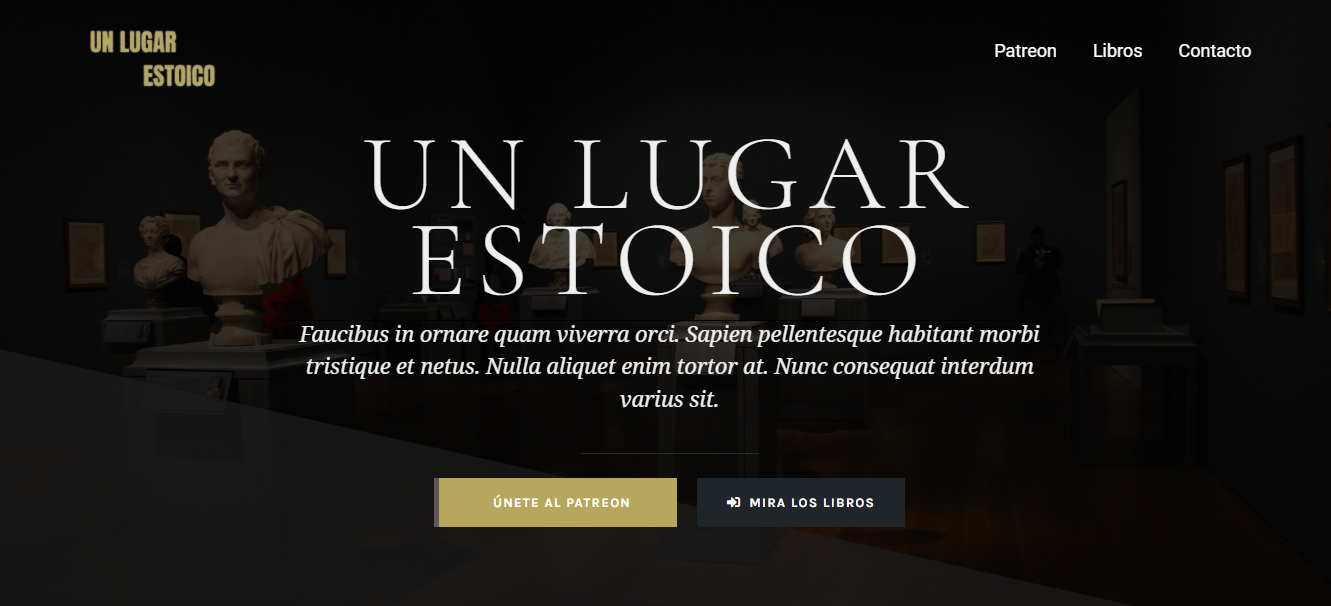 UN LUGAR
ESTOICO
Patreon Libros Contacto
UN LUGAR
ESTOICO
Faucibus in ornare quam viverra orci. Sapien pellentesque habitant morbi
tristique et netus. Nulla aliquet enim tortor at. Nunc consequat interdum
varius sit.
ÚNETE AL PATREON
MIRA LOS LIBROS